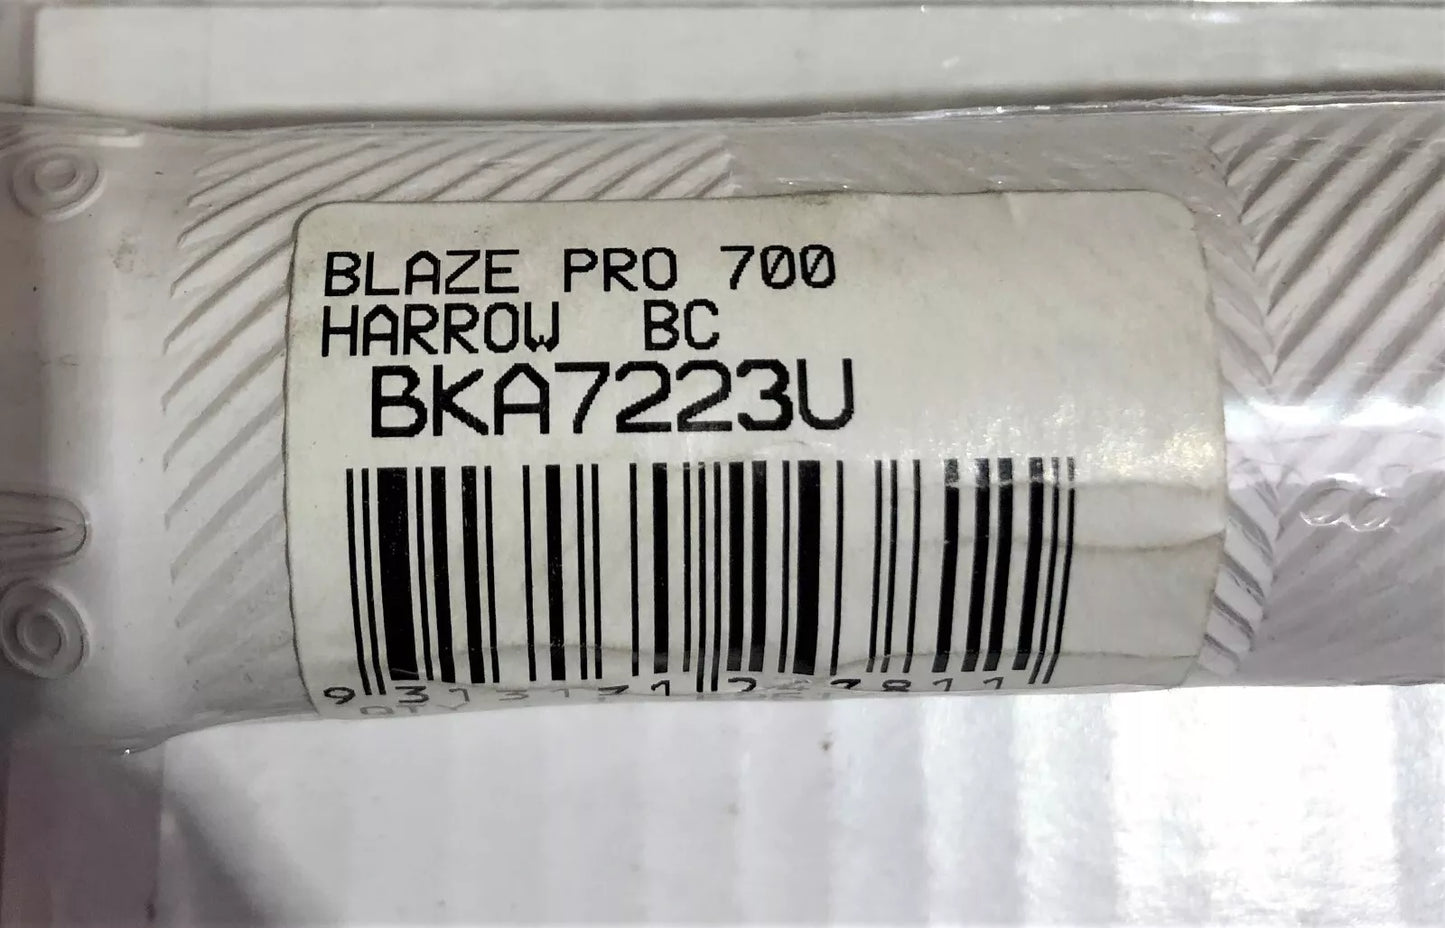 BLAZE PRO 700
HARROW BC
BKA7223U